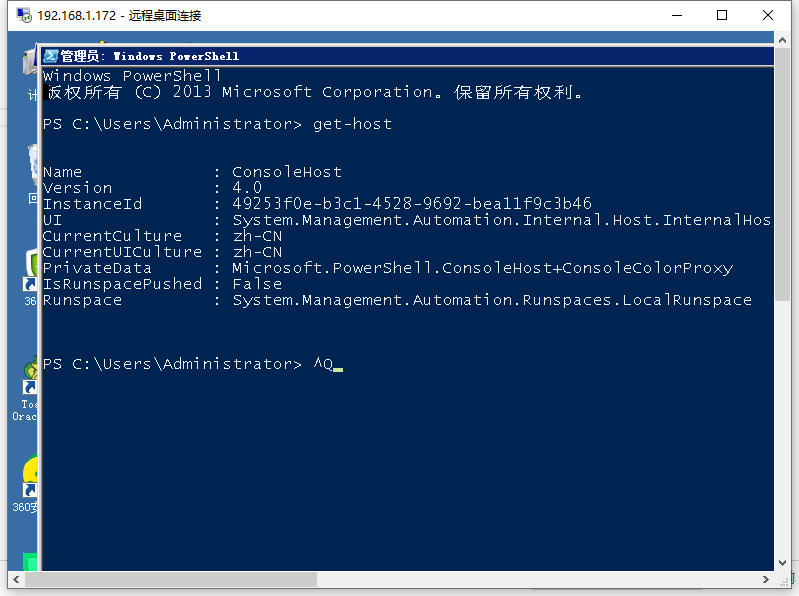 192.168.1.172 - 远程桌面连接
管理员: Windows PowerShell
Windows PowerShell
版权所有 (C) 2013 Microsoft Corporation。保留所有权利。
PS C:\Users\Administrator> get-host
Name : ConsoleHost
Version : 4.0
InstanceId : 49253f0e-b3c1-4528-9692-bea11f9c3b46
UI : System.Management.Automation.Internal.Host.InternalHos
CurrentCulture : zh-CN
CurrentUICulture : zh-CN
PrivateData : Microsoft.PowerShell.ConsoleHost+ConsoleColorProxy
IsRunspacePushed : False
Runspace : System.Management.Automation.Runspaces.LocalRunspace
PS C:\Users\Administrator> ^Q
计
回
36
Toa
Orac
360安